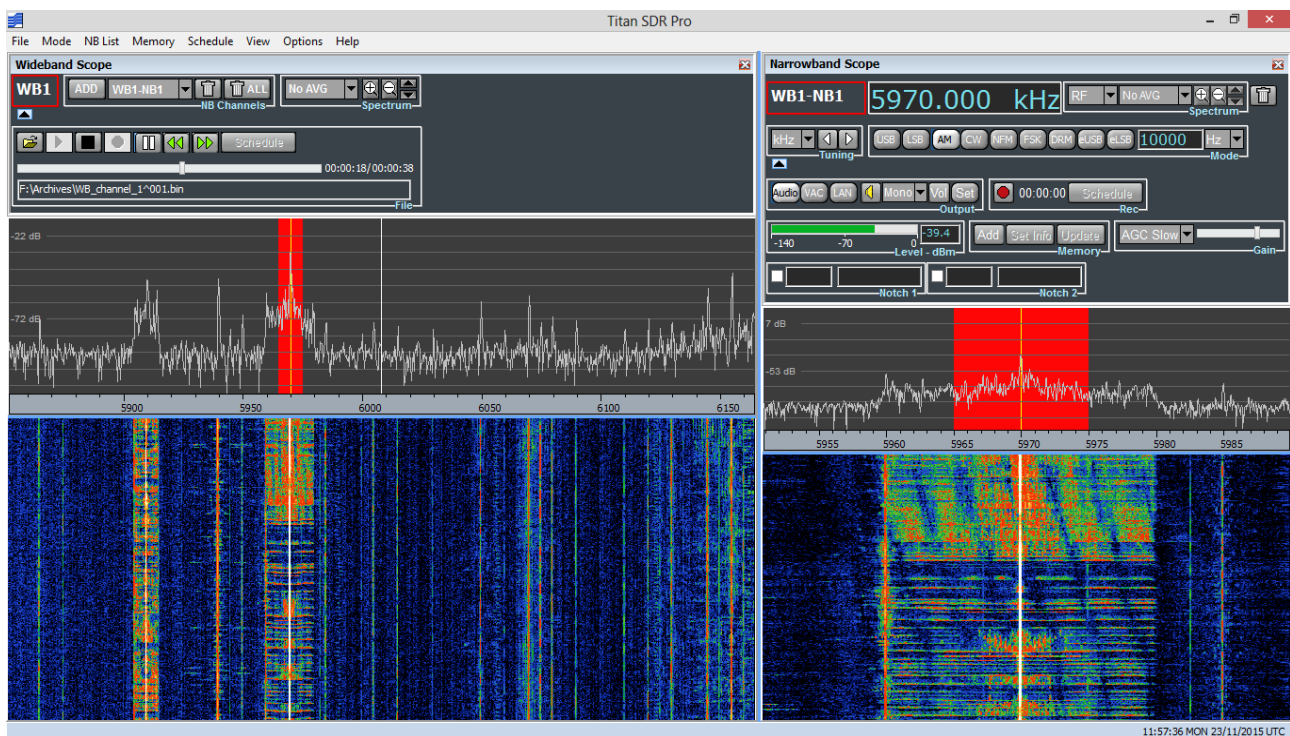 Titan SDR Pro
File Mode NB List Memory Schedule View Options Help
Wideband Scope
WB1 ADD WB1-NB1 ALL No AVG
NB Channels Spectrum
Schedule
00:00:18/00:00:38
F:\Archives\WB_channel_1^001.bin
File
-22 dB
-72 dB
5900 5950 6000 6050 6100 6150
Narrowband Scope
WB1-NB1 5970.000 kHz RF No AVG
Spectrum
kHz USB LSB AM CW NFM FSK DRM eUSB eLSB 10000 Hz
Tuning Mode
Audio VAC LAN Mono Vol Set 00:00:00 Schedule
Output Rec
-39.4 Add Set Info Update AGC Slow
-140 -70 0
Level - dBm Memory Gain
Notch 1 Notch 2
7 dB
-53 dB
5955 5960 5965 5970 5975 5980 5985
11:57:36 MON 23/11/2015 UTC